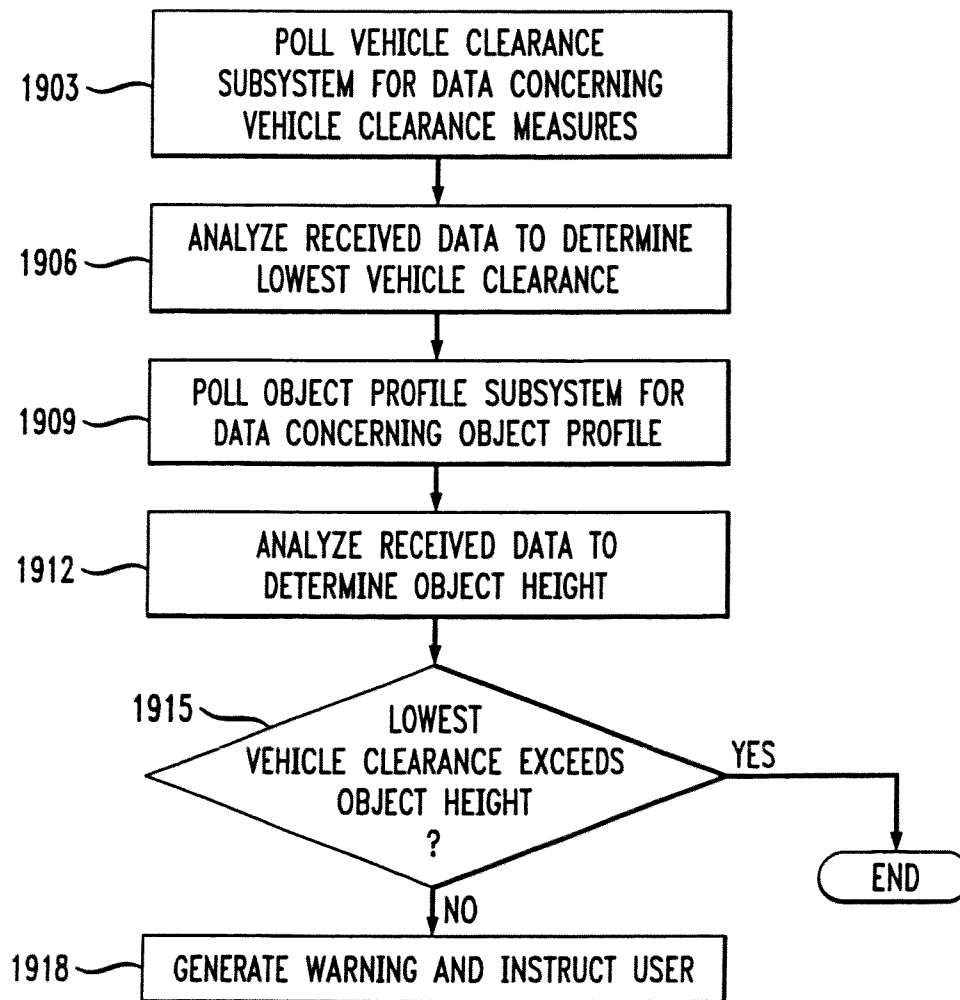 1903
POLL VEHICLE CLEARANCE
SUBSYSTEM FOR DATA CONCERNING
VEHICLE CLEARANCE MEASURES
1906
ANALYZE RECEIVED DATA TO DETERMINE
LOWEST VEHICLE CLEARANCE
1909
POLL OBJECT PROFILE SUBSYSTEM FOR
DATA CONCERNING OBJECT PROFILE
1912
ANALYZE RECEIVED DATA TO
DETERMINE OBJECT HEIGHT
1915
LOWEST
VEHICLE CLEARANCE EXCEEDS
OBJECT HEIGHT
?
YES
END
NO
1918
GENERATE WARNING AND INSTRUCT USER